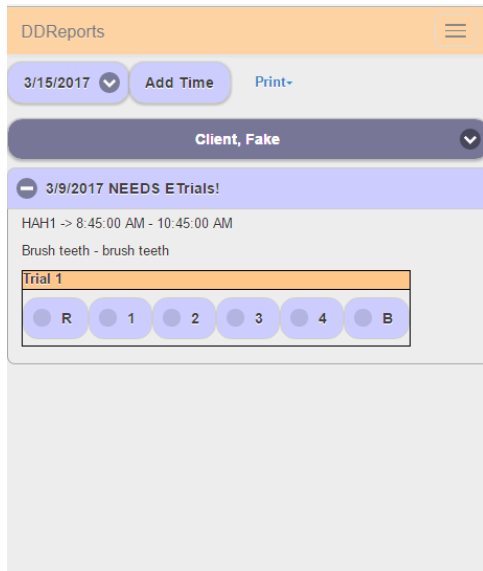 DDReports
3/15/2017 Add Time Print
Client, Fake
3/9/2017 NEEDS ETrials!
HAH1 -> 8:45:00 AM - 10:45:00 AM
Brush teeth - brush teeth
Trial 1
R 1 2 3 4 B